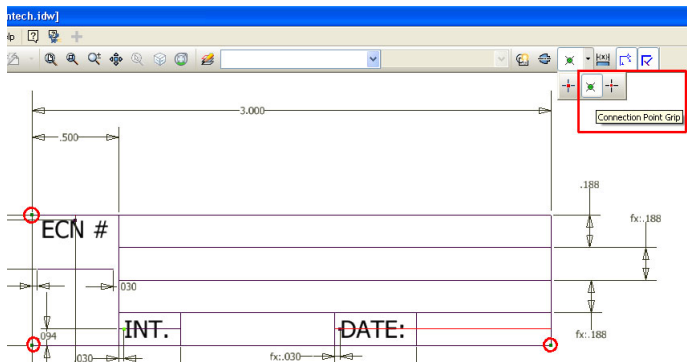 ntech.idw]
lp
Connection Point Grip
3.000
.500
.188
fx:.188
ECN #
.030
.094
INT.
DATE:
fx:.188
.030
fx:.030